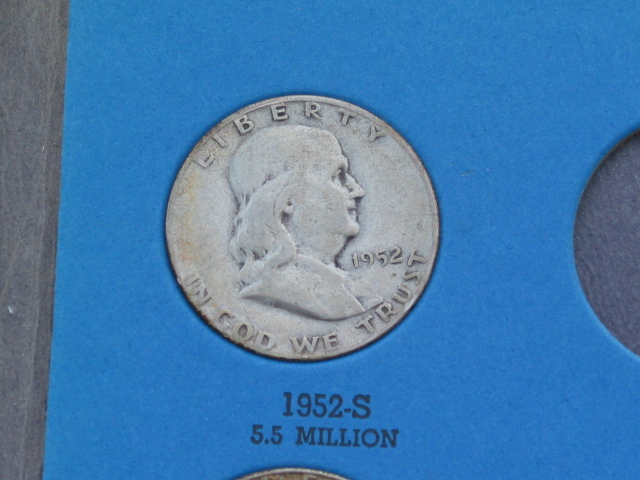 LIBERTY
1952
IN GOD WE TRUST
1952-S
5.5 MILLION